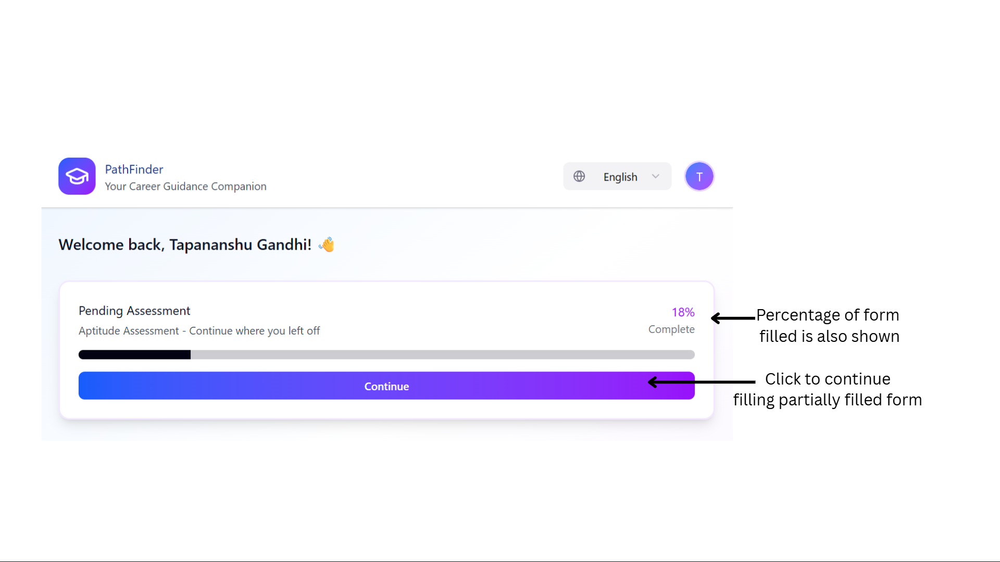 PathFinder
Your Career Guidance Companion
English
T
Welcome back, Tapananshu Gandhi! 👋
Pending Assessment
Aptitude Assessment - Continue where you left off
18%
Complete
Percentage of form
filled is also shown
Continue
Click to continue
filling partially filled form